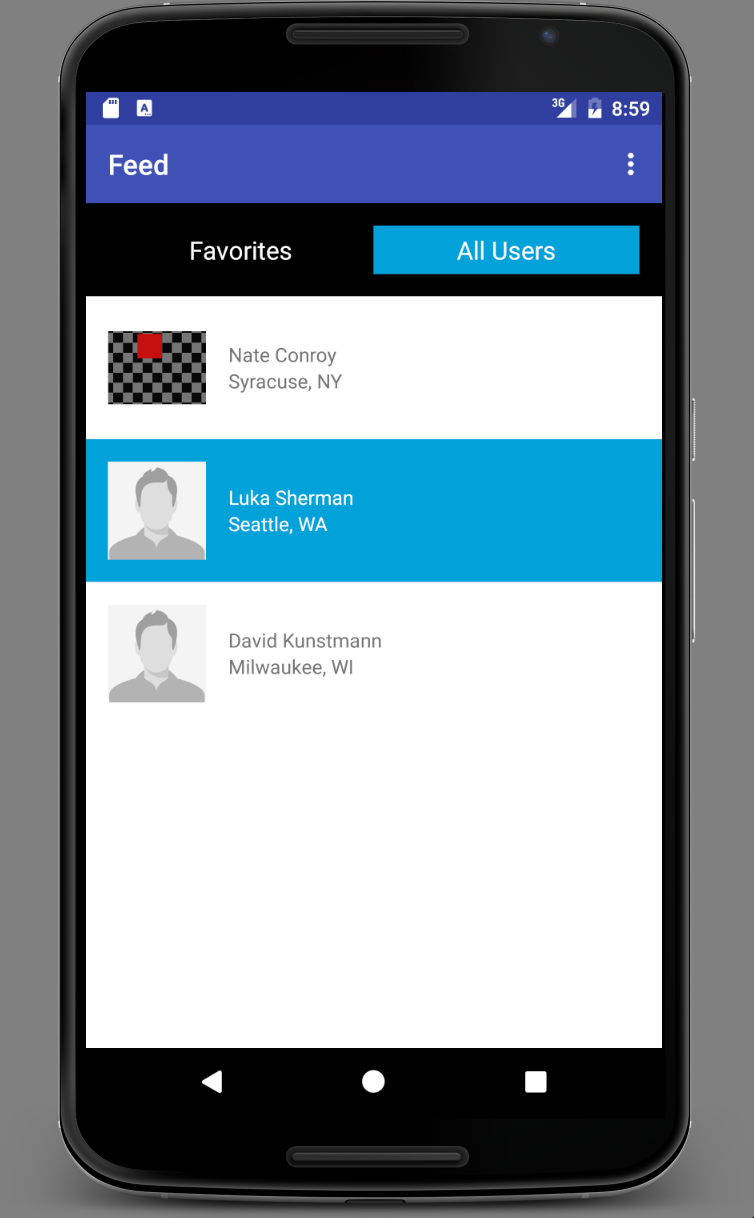 3G 8:59
Feed
Favorites All Users
Nate Conroy
Syracuse, NY
Luka Sherman
Seattle, WA
David Kunstmann
Milwaukee, WI